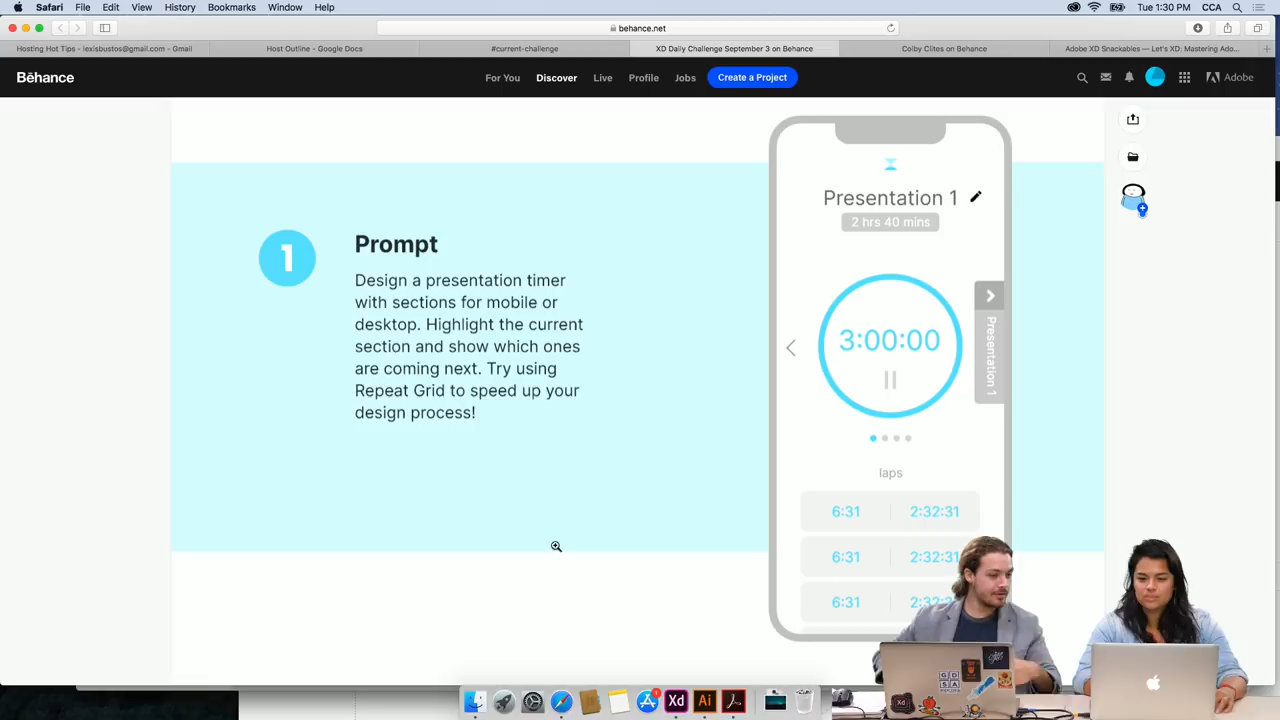 Safari File Edit View History Bookmarks Window Help
Tue 1:30 PM CCA
behance.net
Hosting Hot Tips - lexisbustos@gmail.com - Gmail
Host Outline - Google Docs
#current-challenge
XD Daily Challenge September 3 on Behance
Colby Clites on Behance
Adobe XD Snackables — Let's XD: Mastering Ado...
Bēhance
For You Discover Live Profile Jobs Create a Project
Adobe
1
Prompt
Design a presentation timer
with sections for mobile or
desktop. Highlight the current
section and show which ones
are coming next. Try using
Repeat Grid to speed up your
design process!
Presentation 1
2 hrs 40 mins
3:00:00
Presentation 1
laps
6:31 2:32:31
6:31 2:32:31
6:31
Xd Ai